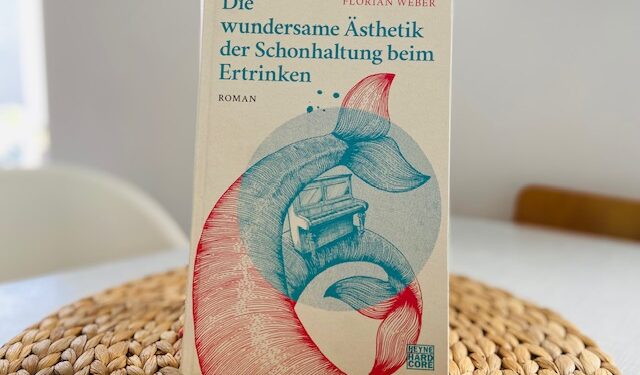 FLORIAN WEBER
Die
wundersame Ästhetik
der Schonhaltung beim
Ertrinken
ROMAN
HEYNE
HARD
CORE